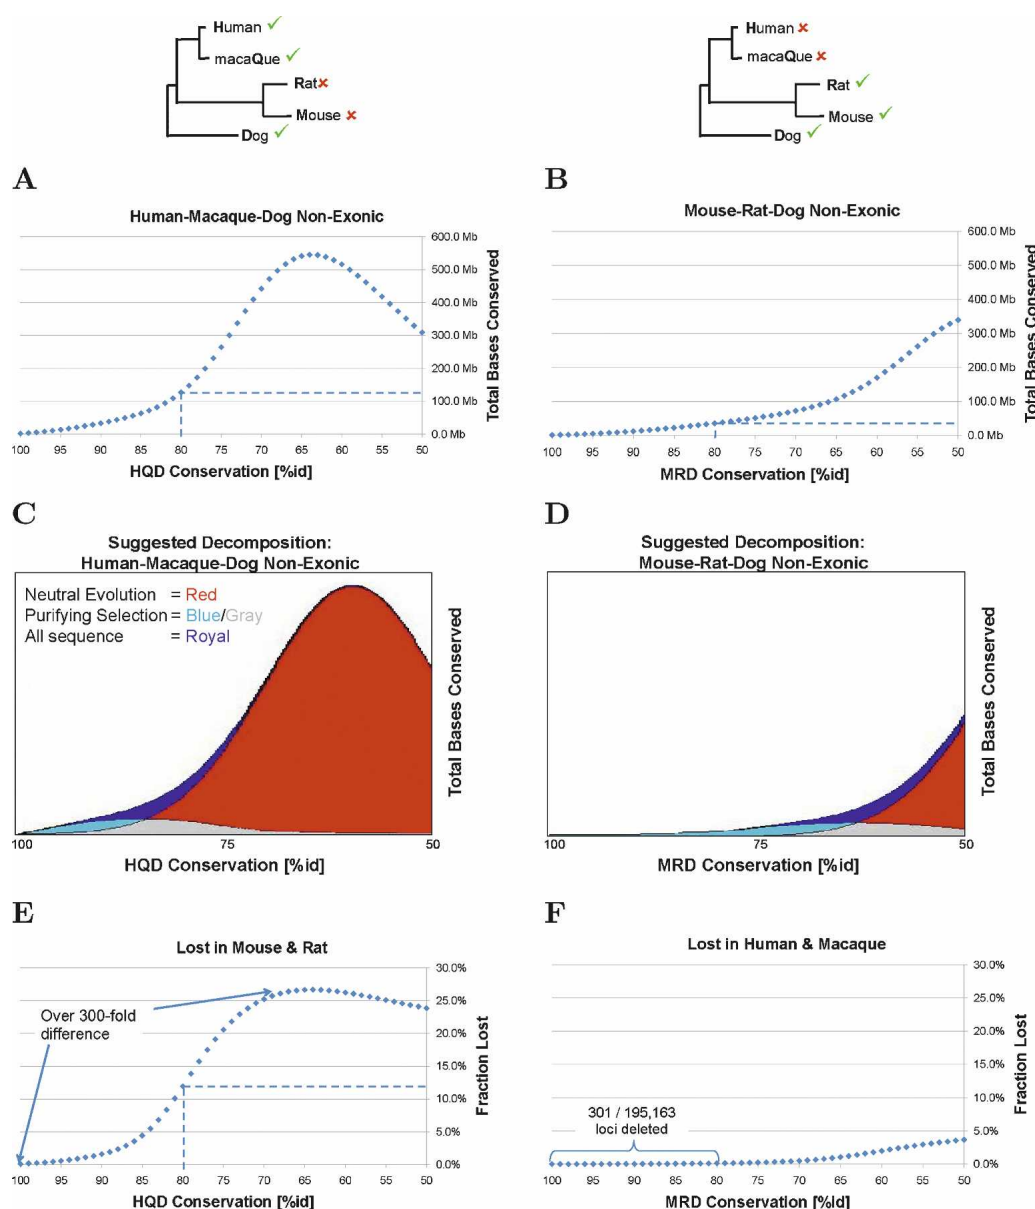 Human ✓
macaQue ✓
Rat ✘
Mouse ✘
Dog ✓
Human ✘
macaQue ✘
Rat ✓
Mouse ✓
Dog ✓
A
Human-Macaque-Dog Non-Exonic
600.0 Mb
500.0 Mb
400.0 Mb
300.0 Mb
200.0 Mb
100.0 Mb
0.0 Mb
Total Bases Conserved
100 95 90 85 80 75 70 65 60 55 50
HQD Conservation [%id]
B
Mouse-Rat-Dog Non-Exonic
600.0 Mb
500.0 Mb
400.0 Mb
300.0 Mb
200.0 Mb
100.0 Mb
0.0 Mb
Total Bases Conserved
100 95 90 85 80 75 70 65 60 55 50
MRD Conservation [%id]
C
Suggested Decomposition:
Human-Macaque-Dog Non-Exonic
Neutral Evolution = Red
Purifying Selection = Blue/Gray
All sequence = Royal
Total Bases Conserved
100 75 50
HQD Conservation [%id]
D
Suggested Decomposition:
Mouse-Rat-Dog Non-Exonic
Total Bases Conserved
100 75 50
MRD Conservation [%id]
E
Lost in Mouse & Rat
Over 300-fold
difference
30.0%
25.0%
20.0%
15.0%
10.0%
5.0%
0.0%
Fraction Lost
100 95 90 85 80 75 70 65 60 55 50
HQD Conservation [%id]
F
Lost in Human & Macaque
301 / 195,163
loci deleted
30.0%
25.0%
20.0%
15.0%
10.0%
5.0%
0.0%
Fraction Lost
100 95 90 85 80 75 70 65 60 55 50
MRD Conservation [%id]